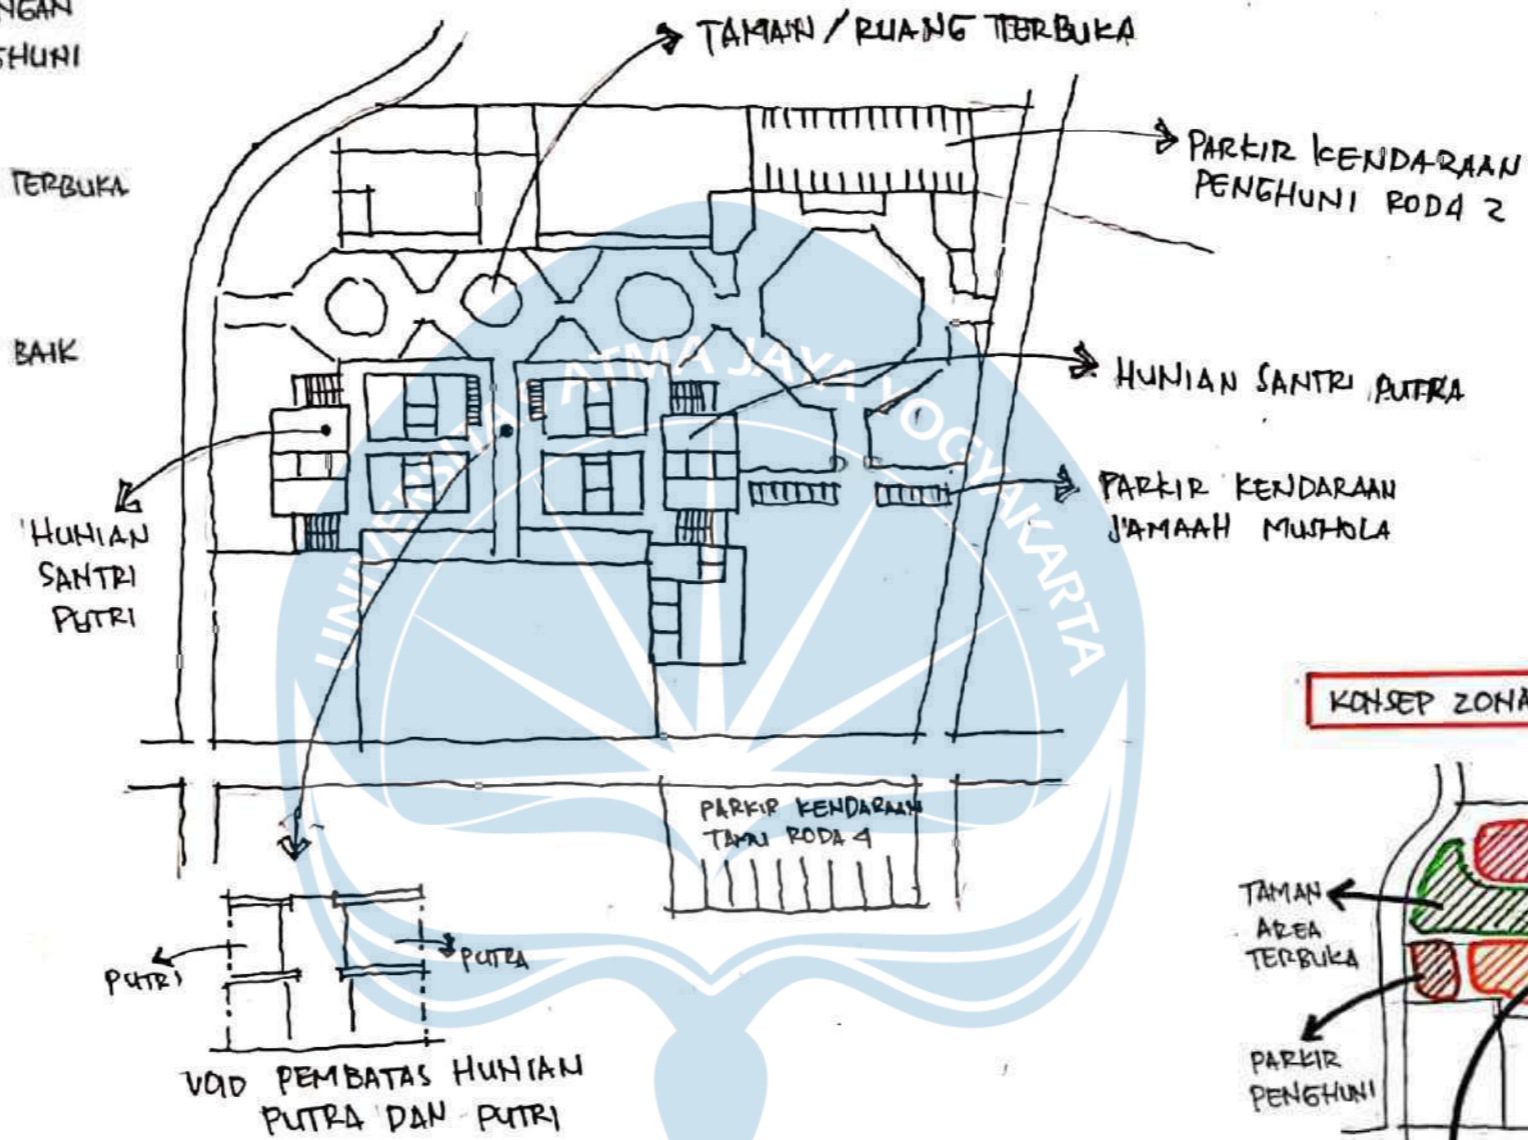 SHUNI
TERBUKA
BAIK
TAMAN / RUANG TERBUKA
PARKIR KENDARAAN
PENGHUNI RODA 2
HUNIAN SANTRI PUTRA
PARKIR KENDARAAN
JAMAAH MUSHOLA
HUNIAN
SANTRI
PUTRI
UNIVERSITAS ATMA JAYA YOGYAKARTA
PARKIR KENDARAAN
TAMU RODA 4
PUTRI
PUTRA
VOID PEMBATAS HUNIAN
PUTRA DAN PUTRI
KONSEP ZONA
TAMAN
AREA
TERBUKA
PARKIR
PENGHUNI